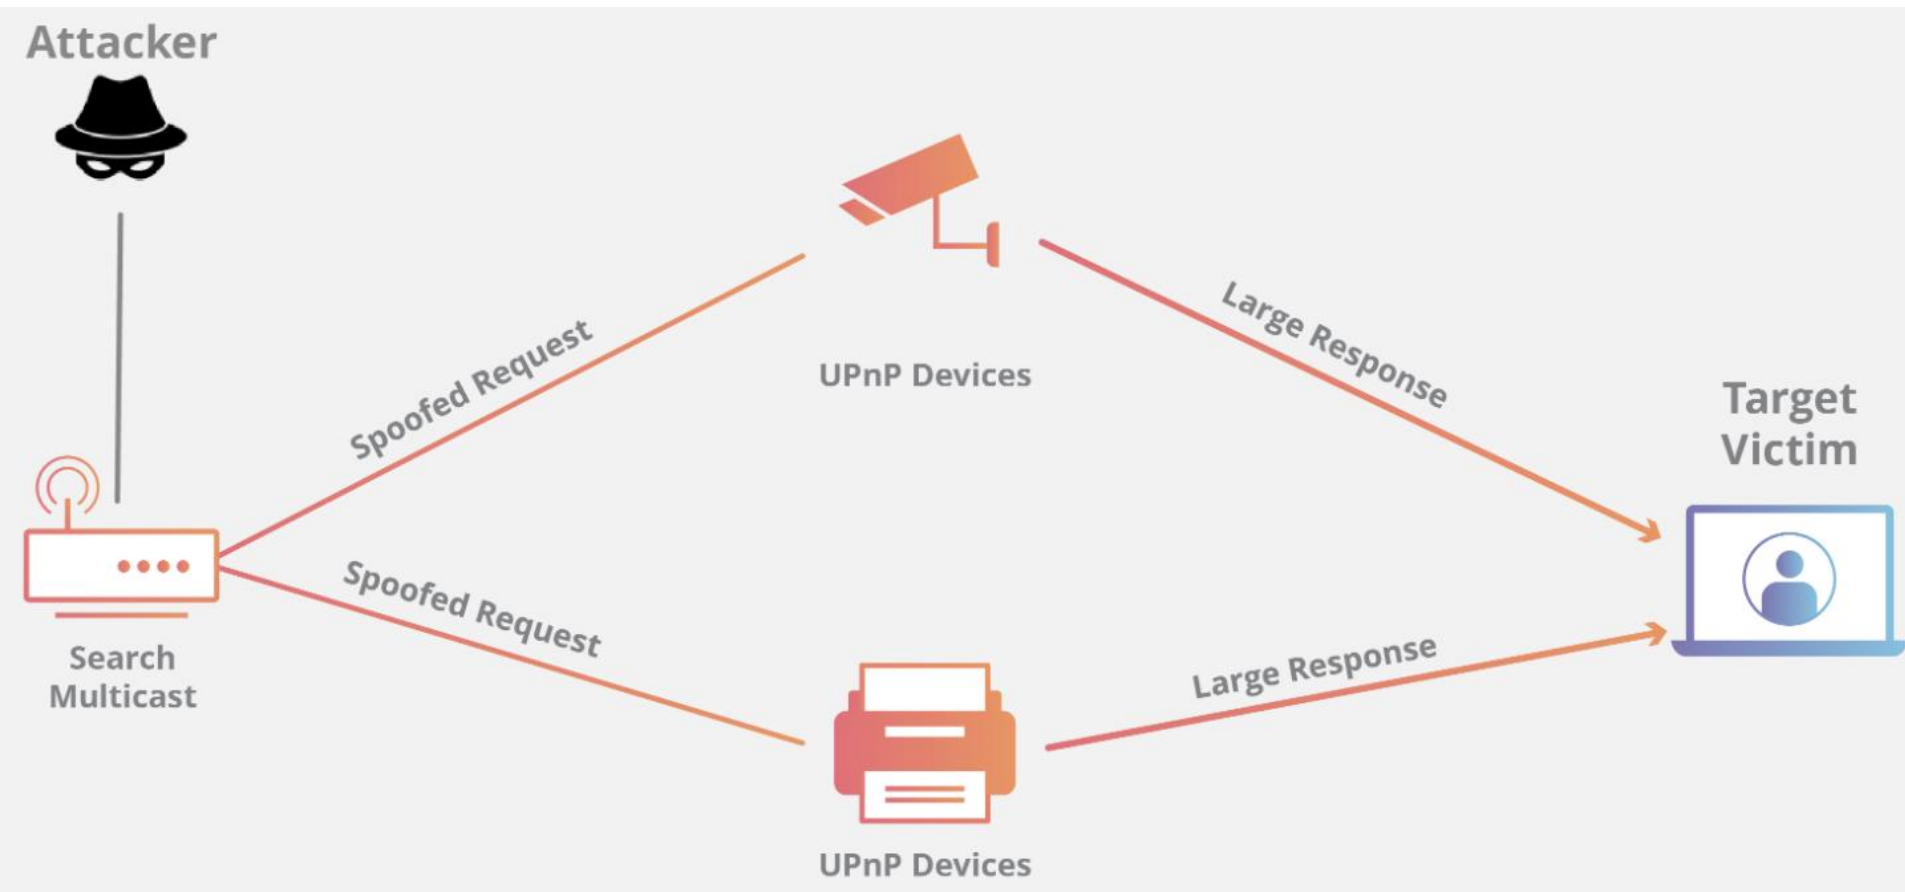 Attacker
Spoofed Request
UPnP Devices
Large Response
Target
Victim
Search
Multicast
Spoofed Request
Large Response
UPnP Devices